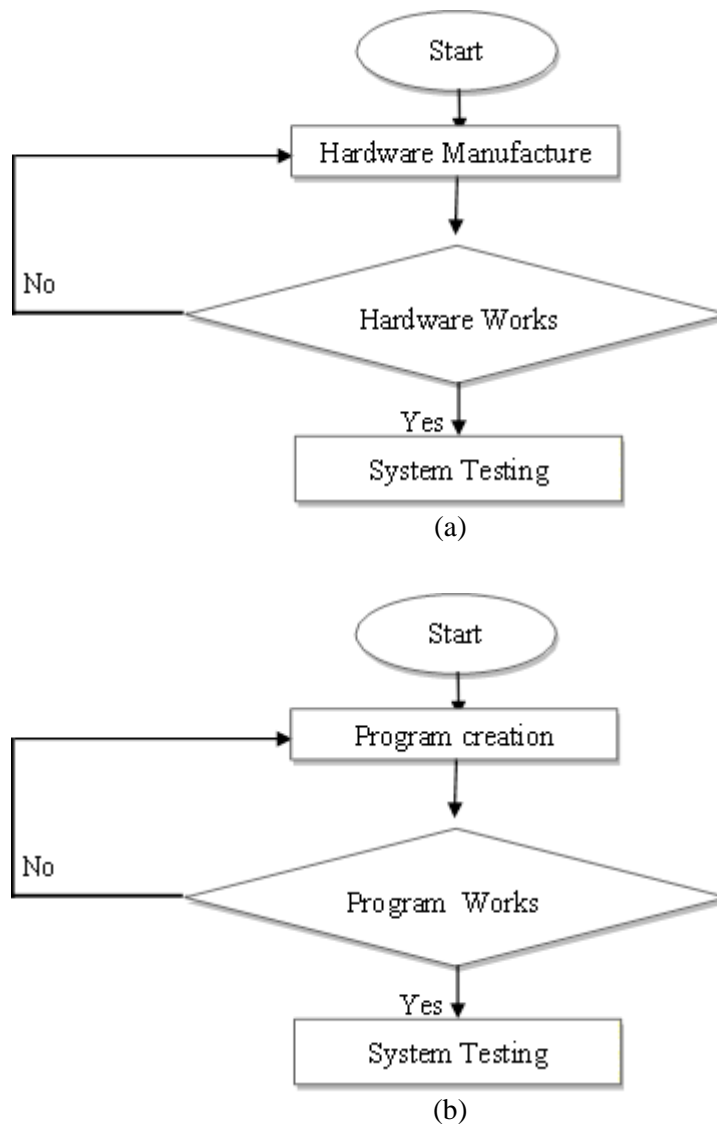 Start
Hardware Manufacture
No
Hardware Works
Yes
System Testing
(a)
Start
Program creation
No
Program Works
Yes
System Testing
(b)